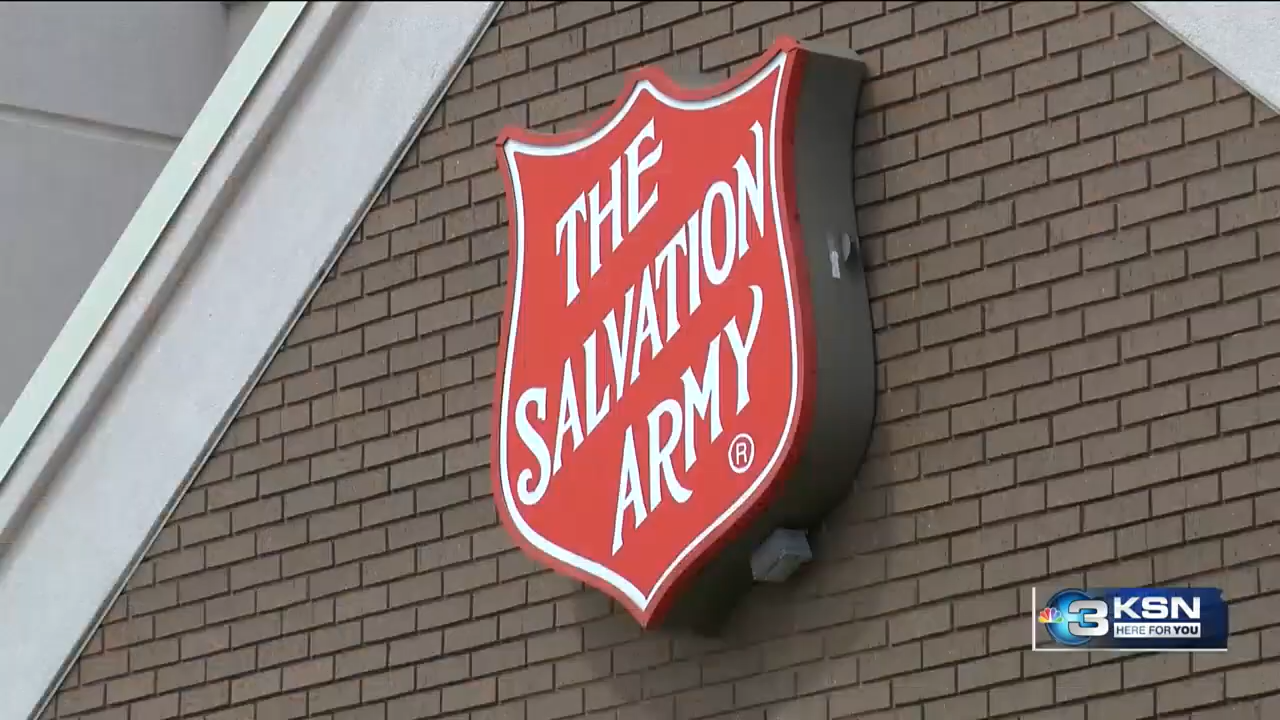 THE
SALVATION
ARMY
®
3 KSN
HERE FOR YOU